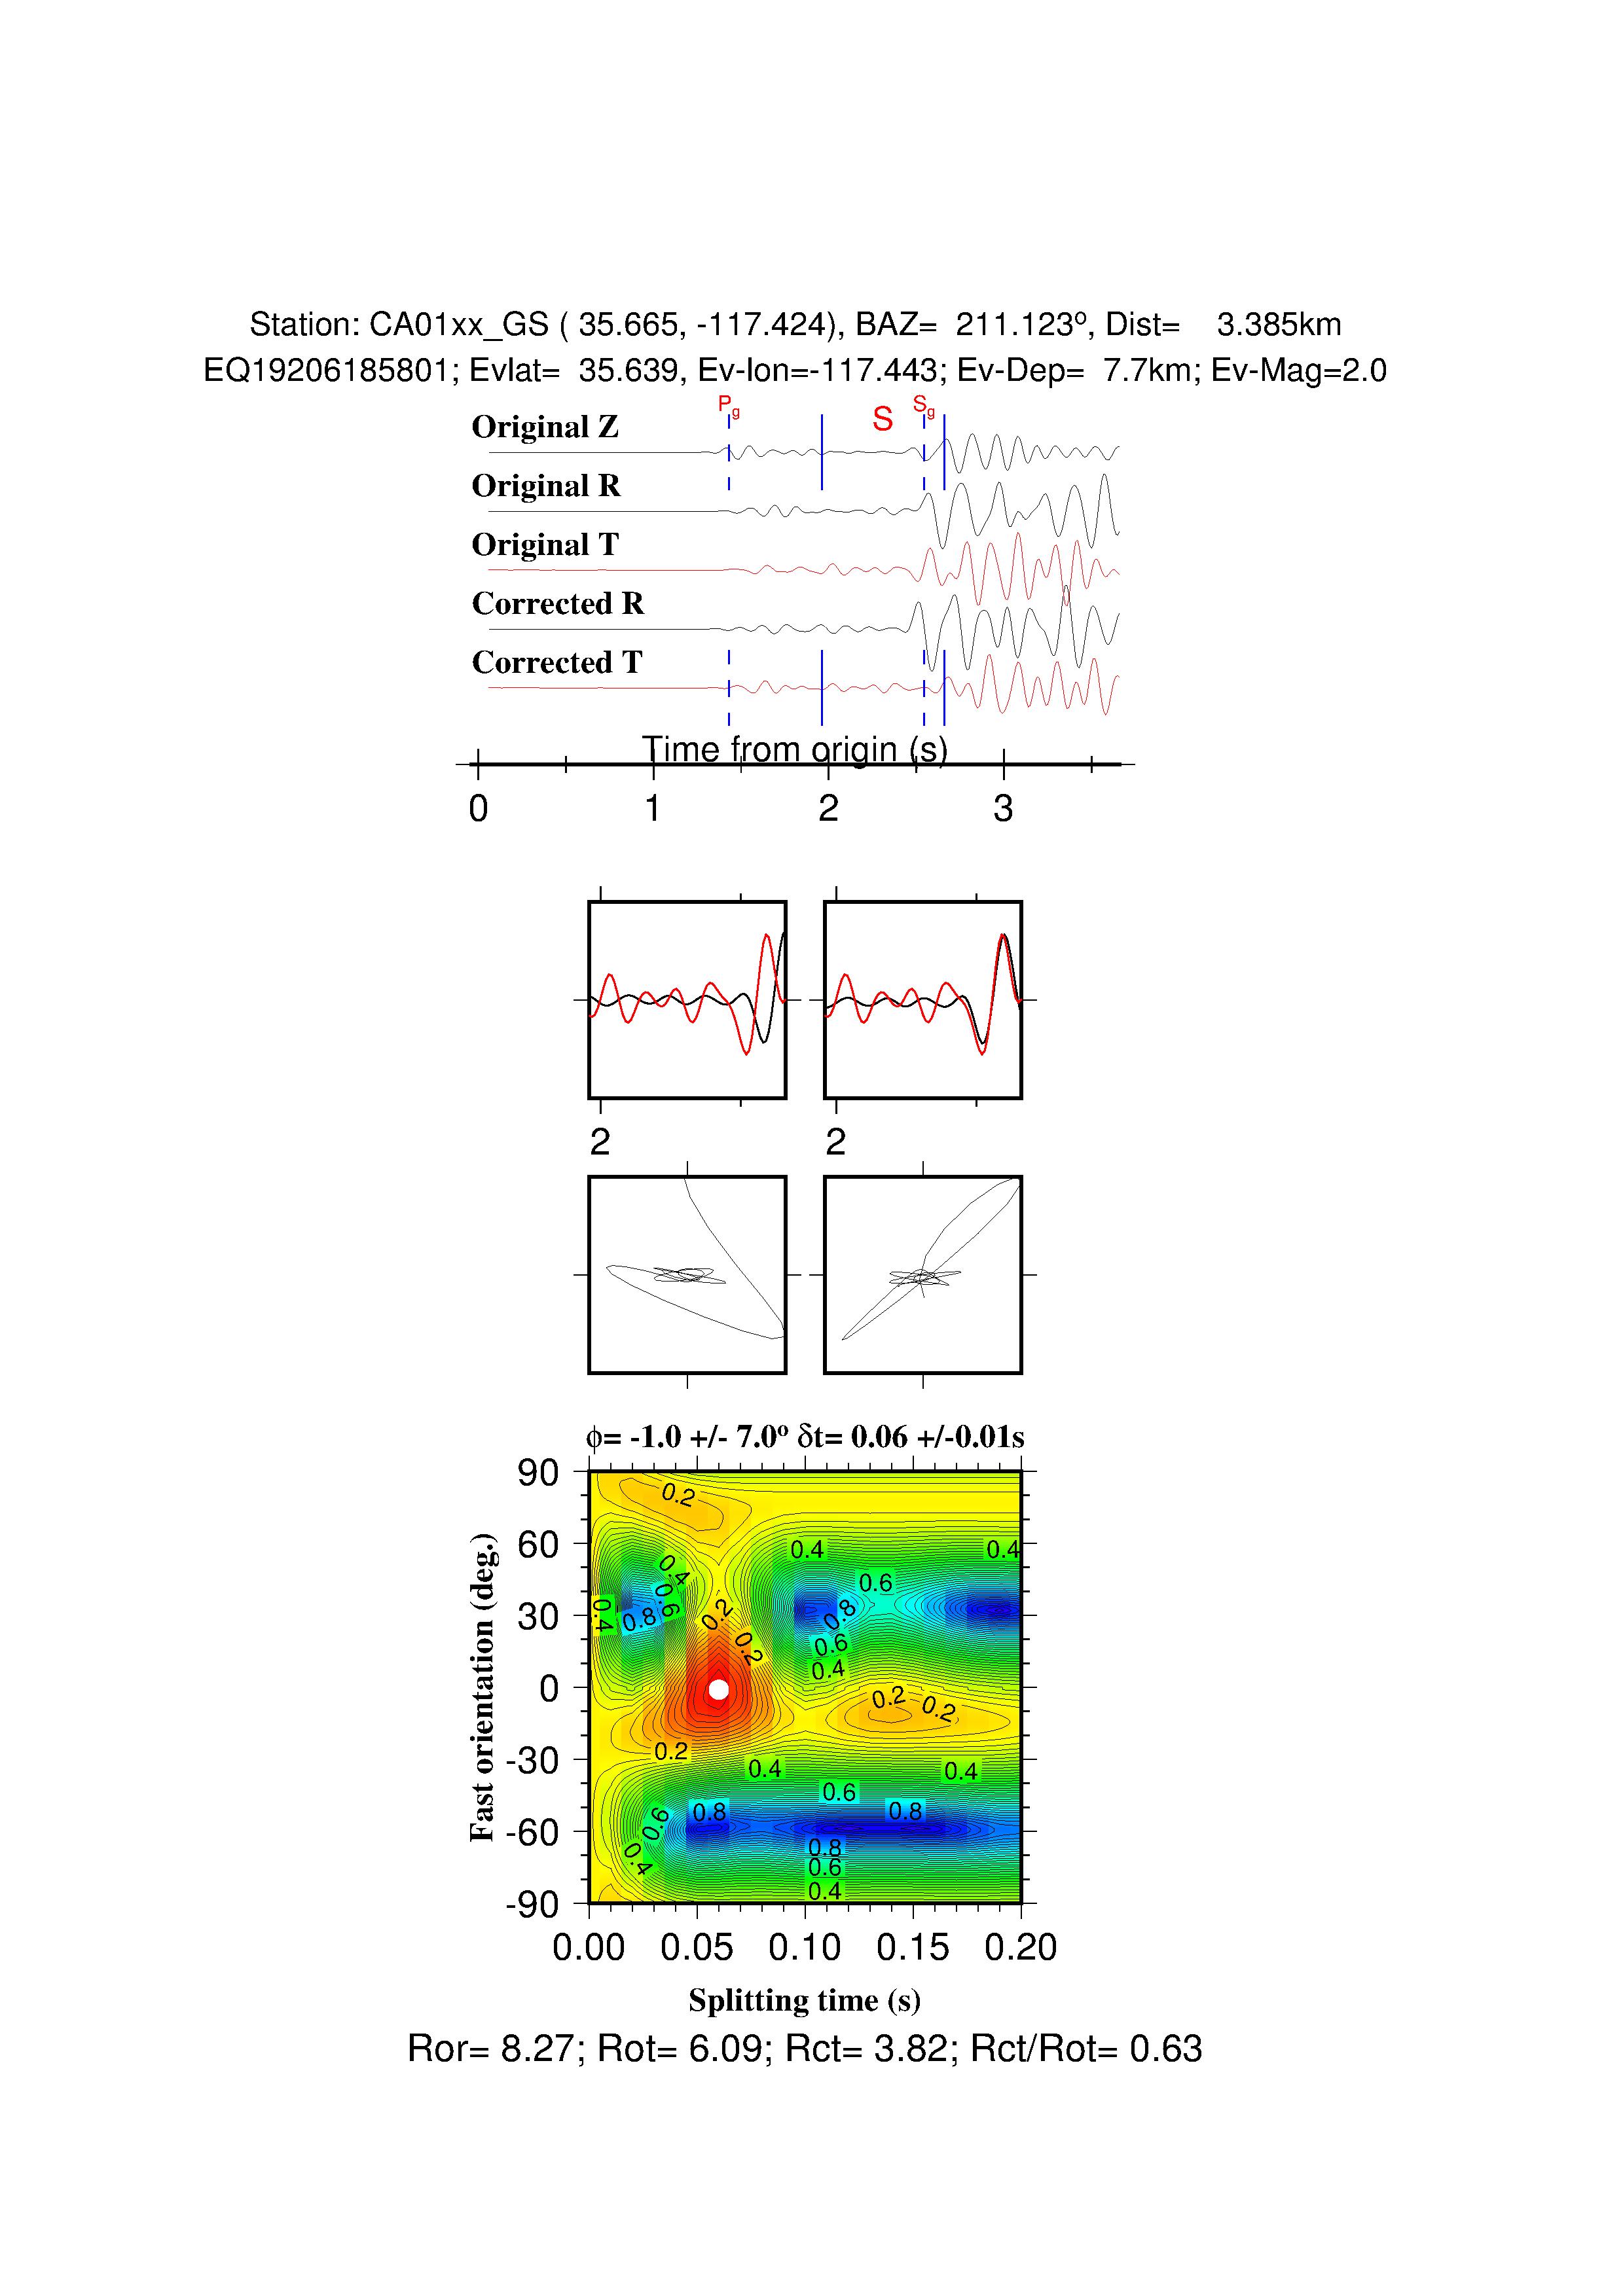 Station: CA01xx_GS ( 35.665, -117.424), BAZ= 211.123º, Dist= 3.385km
EQ19206185801; Evlat= 35.639, Ev-lon=-117.443; Ev-Dep= 7.7km; Ev-Mag=2.0
Pg S Sg
Original Z
Original R
Original T
Corrected R
Corrected T
Time from origin (s)
0 1 2 3
2 2
ϕ= -1.0 +/- 7.0º δt= 0.06 +/-0.01s
90
60
30
0
-30
-60
-90
Fast orientation (deg.)
0.2
0.4 0.4 0.4
0.6
0.4 0.8 0.6 0.2 0.8
0.2 0.6
0.4
0.2 0.2
0.2
0.4 0.4
0.6
0.6 0.8 0.8
0.8
0.4 0.6
0.4
0.00 0.05 0.10 0.15 0.20
Splitting time (s)
Ror= 8.27; Rot= 6.09; Rct= 3.82; Rct/Rot= 0.63